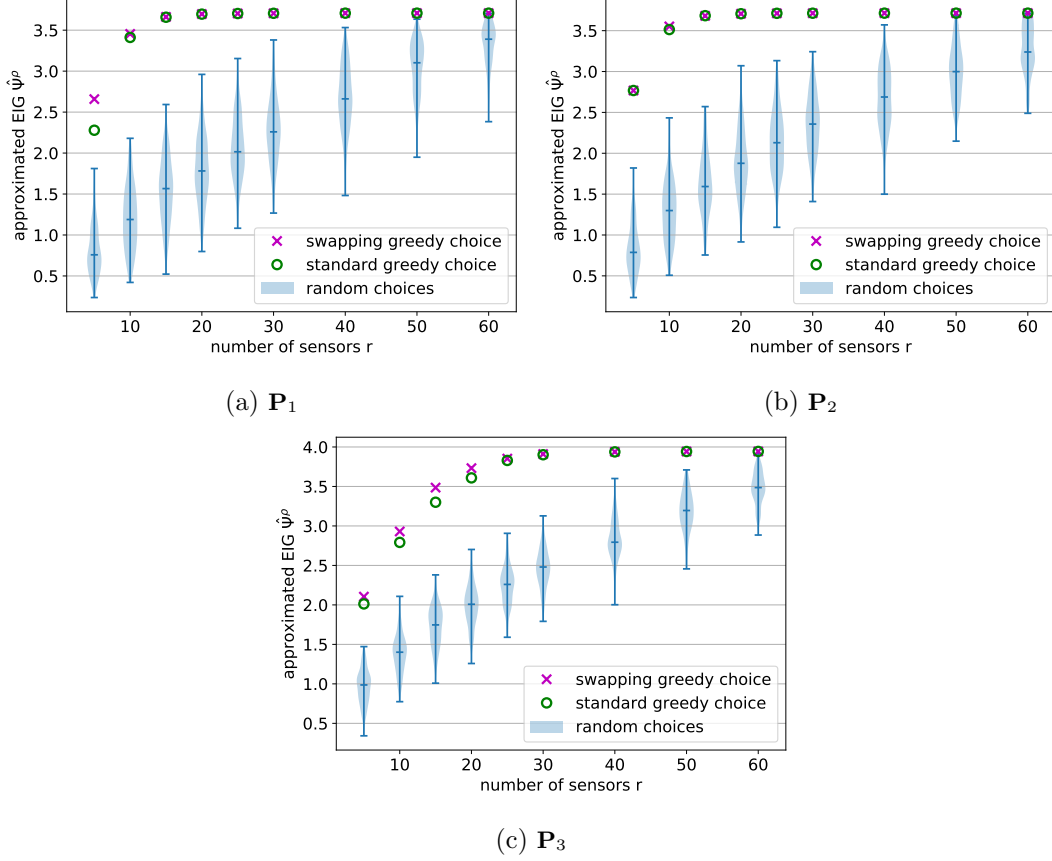 3.5
3.0
2.5
2.0
1.5
1.0
0.5
approximated EIG Ψ̂ᵖ
swapping greedy choice
standard greedy choice
random choices
10 20 30 40 50 60
number of sensors r
(a) P₁
3.5
3.0
2.5
2.0
1.5
1.0
0.5
approximated EIG Ψ̂ᵖ
swapping greedy choice
standard greedy choice
random choices
10 20 30 40 50 60
number of sensors r
(b) P₂
4.0
3.5
3.0
2.5
2.0
1.5
1.0
0.5
approximated EIG Ψ̂ᵖ
swapping greedy choice
standard greedy choice
random choices
10 20 30 40 50 60
number of sensors r
(c) P₃